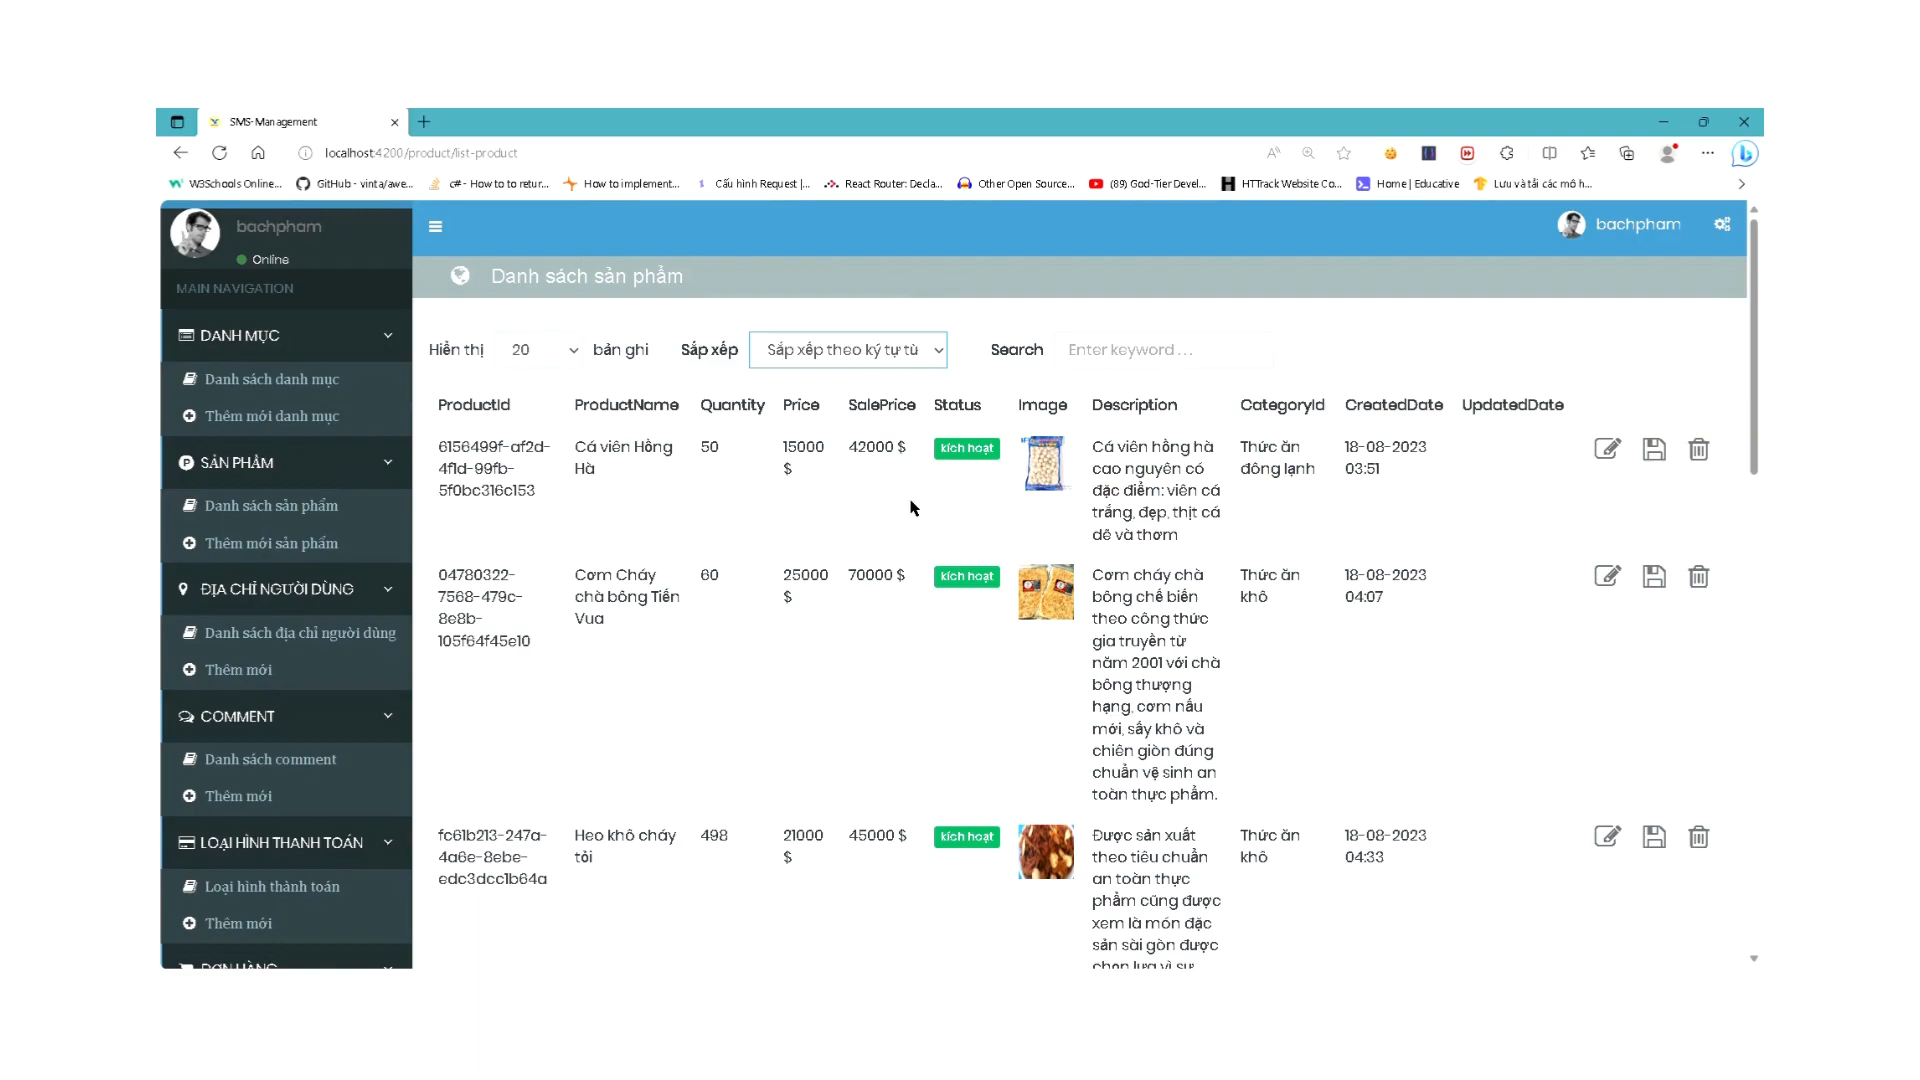 SMS-Management
localhost:4200/product/list-product
W3Schools Online...
GitHub - vinta/awe...
c# - How to to retur...
How to implement...
Cấu hình Request |...
React Router: Decla...
Other Open Source...
(89) God-Tier Devel...
HTTrack Website Co...
Home | Educative
Lưu và tải các mô h...
bachpham
Online
bachpham
MAIN NAVIGATION
DANH MỤC
Danh sách danh mục
Thêm mới danh mục
SẢN PHẨM
Danh sách sản phẩm
Thêm mới sản phẩm
ĐỊA CHỈ NGƯỜI DÙNG
Danh sách địa chỉ người dùng
Thêm mới
COMMENT
Danh sách comment
Thêm mới
LOẠI HÌNH THANH TOÁN
Loại hình thành toán
Thêm mới
ĐƠN HÀNG
Danh sách sản phẩm
Hiển thị 20 bản ghi Sắp xếp Sắp xếp theo ký tự từ Search Enter keyword . . .
ProductId ProductName Quantity Price SalePrice Status Image Description CategoryId CreatedDate UpdatedDate
6156499f-af2d- Cá viên Hồng 50 15000 42000 $ kích hoạt Cá viên hồng hà Thức ăn 18-08-2023
4f1d-99fb- Hà $ cao nguyên có đông lạnh 03:51
5f0bc316c153 đặc điểm: viên cá
trắng, đẹp, thịt cá
dẻ và thơm
04780322- Cơm Cháy 60 25000 70000 $ kích hoạt Cơm cháy chà Thức ăn 18-08-2023
7568-479c- chà bông Tiến $ bông chế biến khô 04:07
8e8b- Vua theo công thức
105f64f45e10 gia truyền từ
năm 2001 với chà
bông thượng
hạng, cơm nấu
mới, sấy khô và
chiên giòn đúng
chuẩn vệ sinh an
toàn thực phẩm.
fc61b213-247a- Heo khô cháy 498 21000 45000 $ kích hoạt Được sản xuất Thức ăn 18-08-2023
4a6e-8ebe- tỏi $ theo tiêu chuẩn khô 04:33
edc3dcc1b64a an toàn thực
phẩm cũng được
xem là món đặc
sản sài gòn được
chọn lựa vì sự